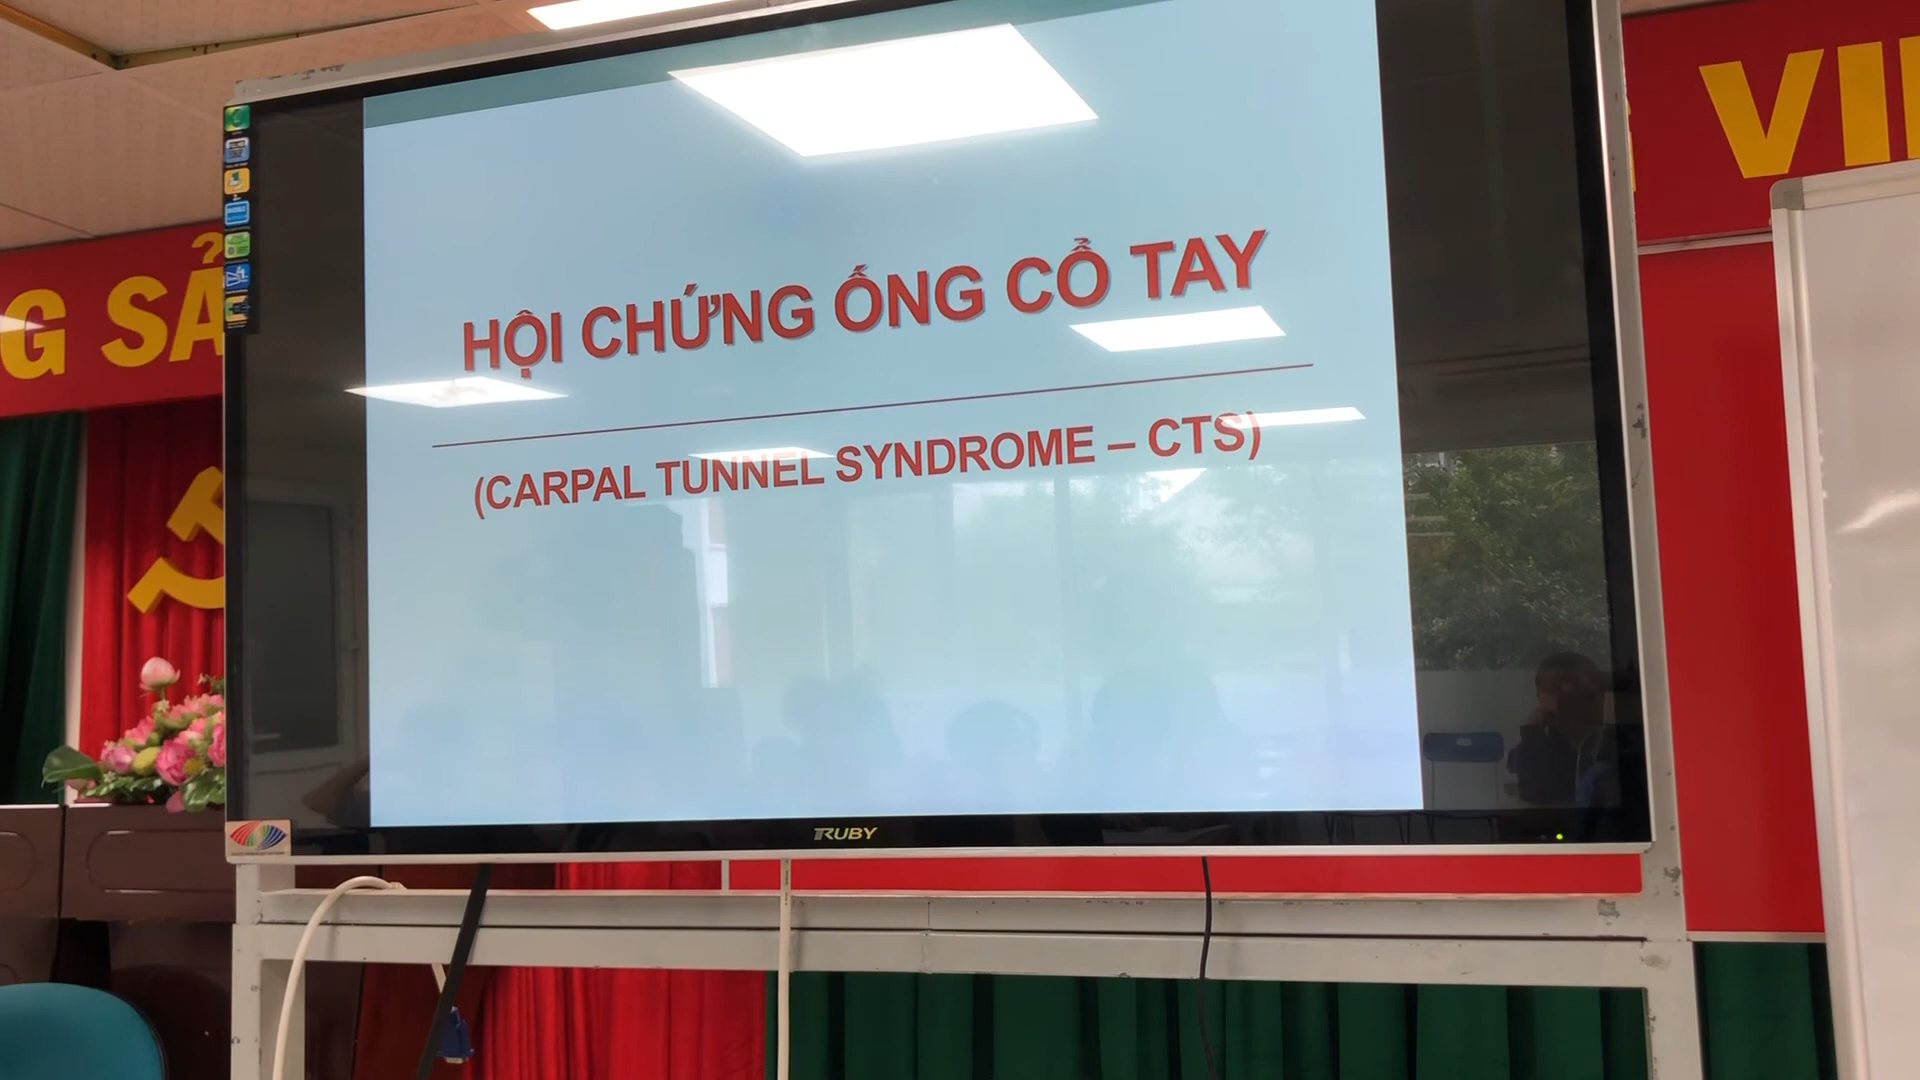 G SẢ
VI
HỘI CHỨNG ỐNG CỔ TAY
(CARPAL TUNNEL SYNDROME – CTS)
RUBY